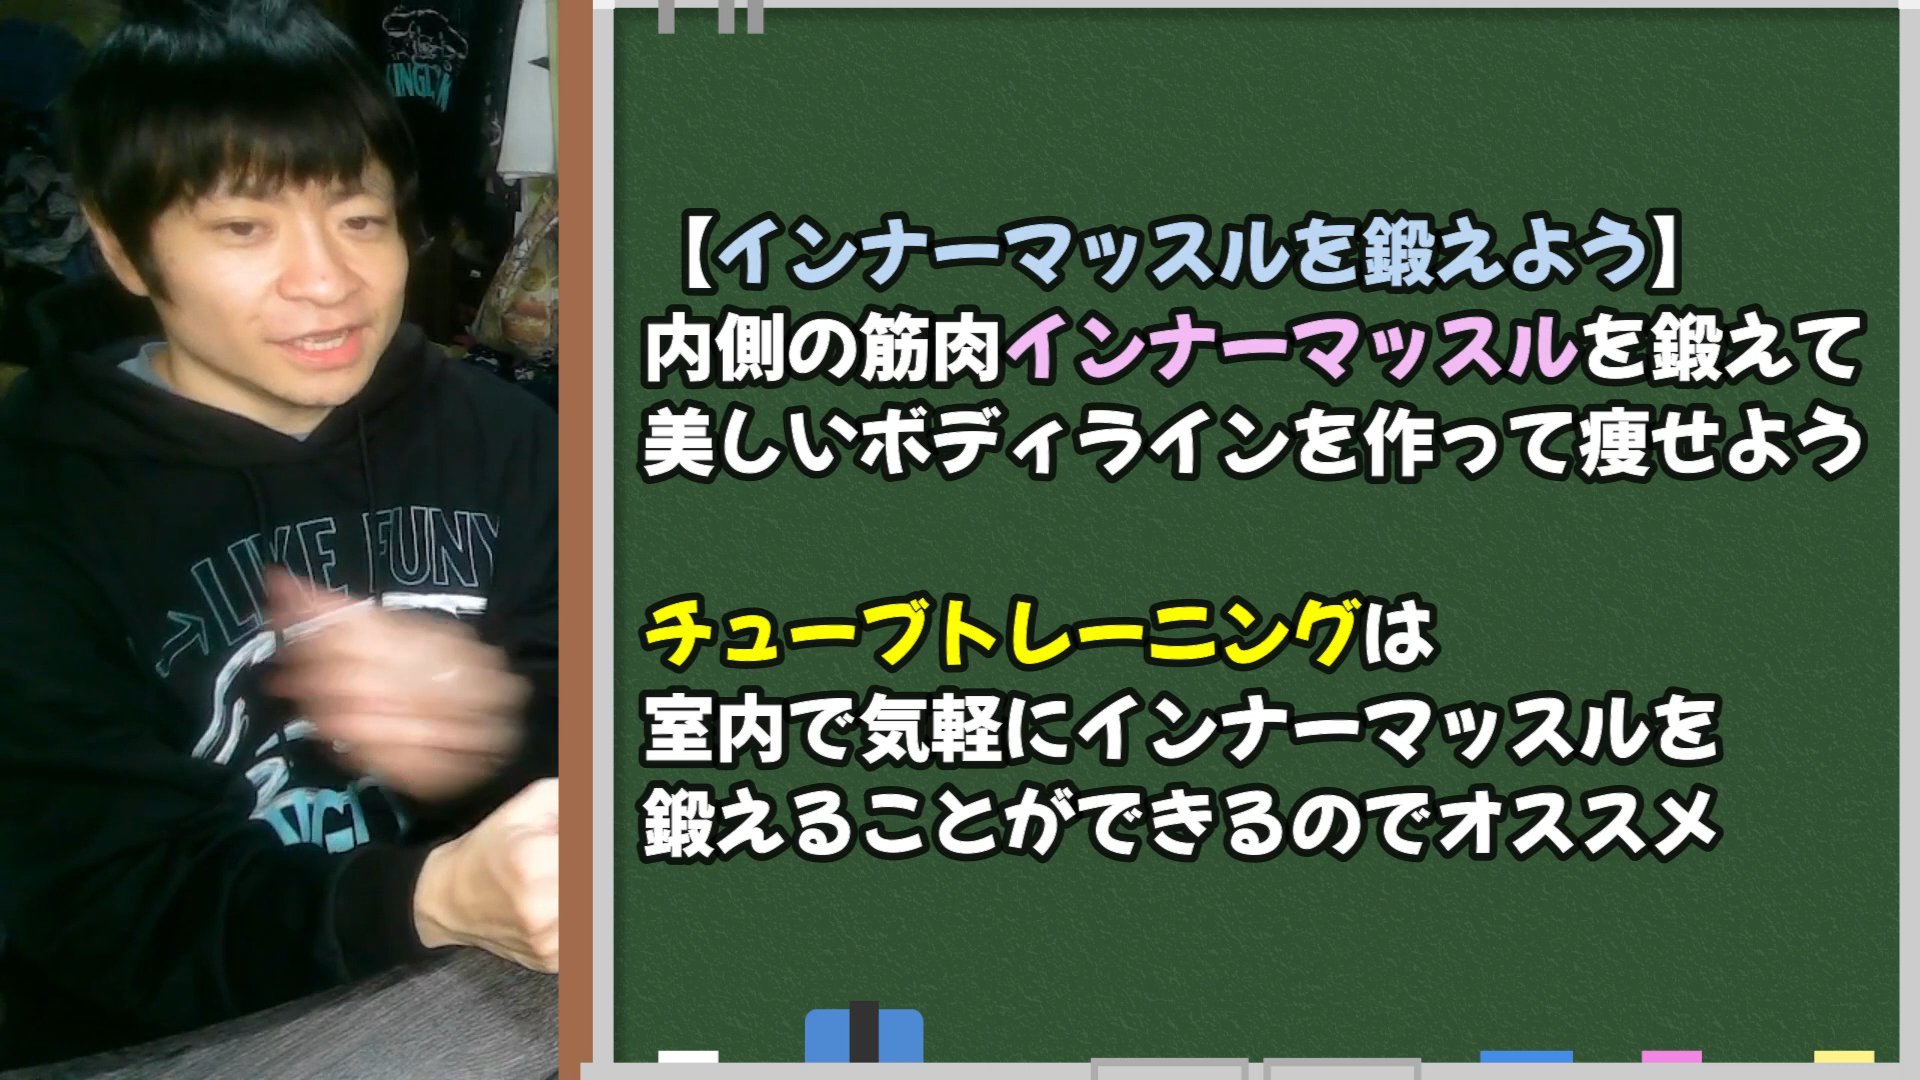 【インナーマッスルを鍛えよう】
内側の筋肉インナーマッスルを鍛えて
美しいボディラインを作って痩せよう
チューブトレーニングは
室内で気軽にインナーマッスルを
鍛えることができるのでオススメ
LIKE FUNY